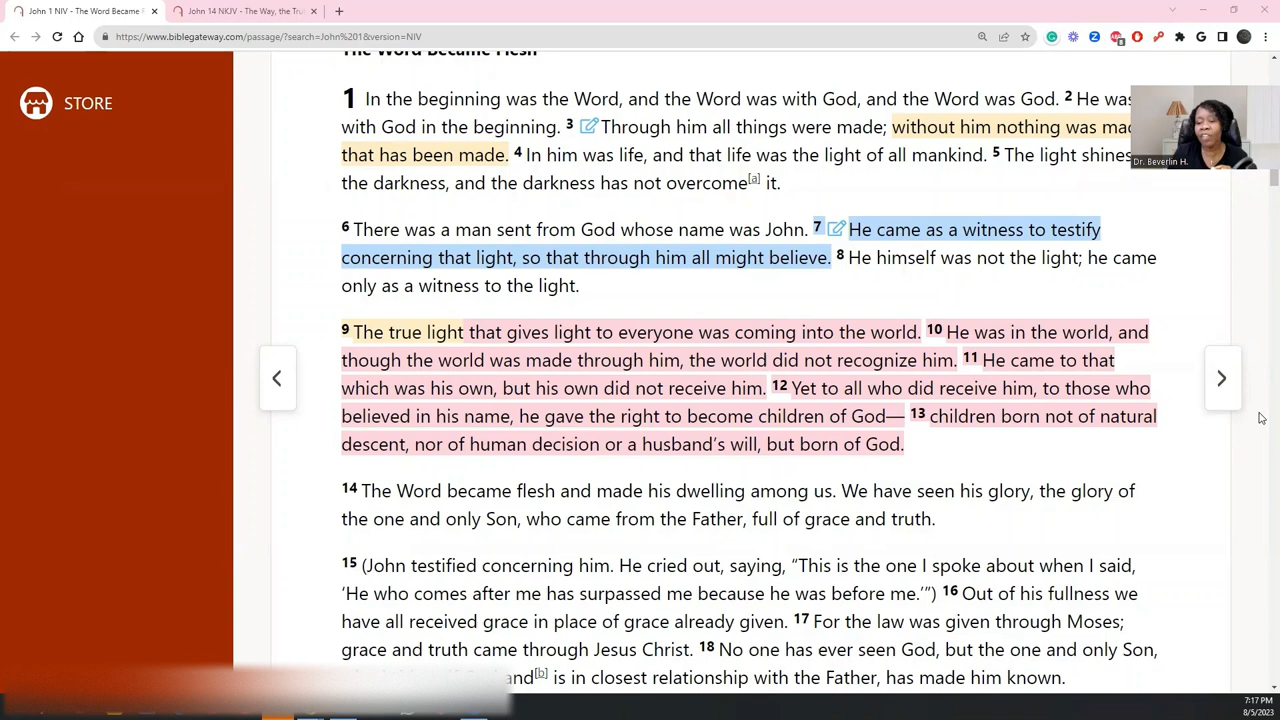 John 1 NIV - The Word Became F
John 14 NKJV - The Way, the Tru
https://www.biblegateway.com/passage/?search=John%201&version=NIV
STORE
The Word Became Flesh
1 In the beginning was the Word, and the Word was with God, and the Word was God. 2 He was
with God in the beginning. 3 Through him all things were made; without him nothing was mad
that has been made. 4 In him was life, and that life was the light of all mankind. 5 The light shines
the darkness, and the darkness has not overcome[a] it.
Dr. Beverlin H.
6 There was a man sent from God whose name was John. 7 He came as a witness to testify
concerning that light, so that through him all might believe. 8 He himself was not the light; he came
only as a witness to the light.
9 The true light that gives light to everyone was coming into the world. 10 He was in the world, and
though the world was made through him, the world did not recognize him. 11 He came to that
which was his own, but his own did not receive him. 12 Yet to all who did receive him, to those who
believed in his name, he gave the right to become children of God— 13 children born not of natural
descent, nor of human decision or a husband’s will, but born of God.
14 The Word became flesh and made his dwelling among us. We have seen his glory, the glory of
the one and only Son, who came from the Father, full of grace and truth.
15 (John testified concerning him. He cried out, saying, “This is the one I spoke about when I said,
‘He who comes after me has surpassed me because he was before me.’”) 16 Out of his fullness we
have all received grace in place of grace already given. 17 For the law was given through Moses;
grace and truth came through Jesus Christ. 18 No one has ever seen God, but the one and only Son,
and[b] is in closest relationship with the Father, has made him known.
7:17 PM
8/5/2023